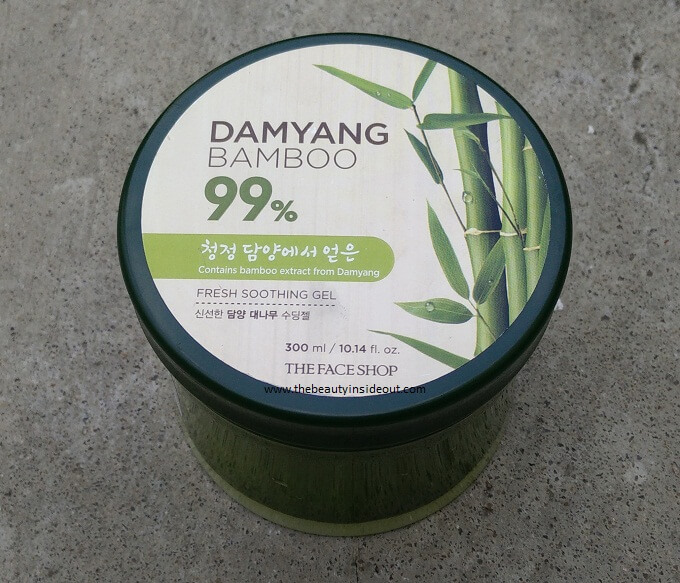 DAMYANG
BAMBOO
99%
청정 담양에서 얻은
Contains bamboo extract from Damyang
FRESH SOOTHING GEL
신선한 담양 대나무 수딩젤
300 ml / 10.14 fl. oz.
THE FACE SHOP
www.thebeautyinsideout.com